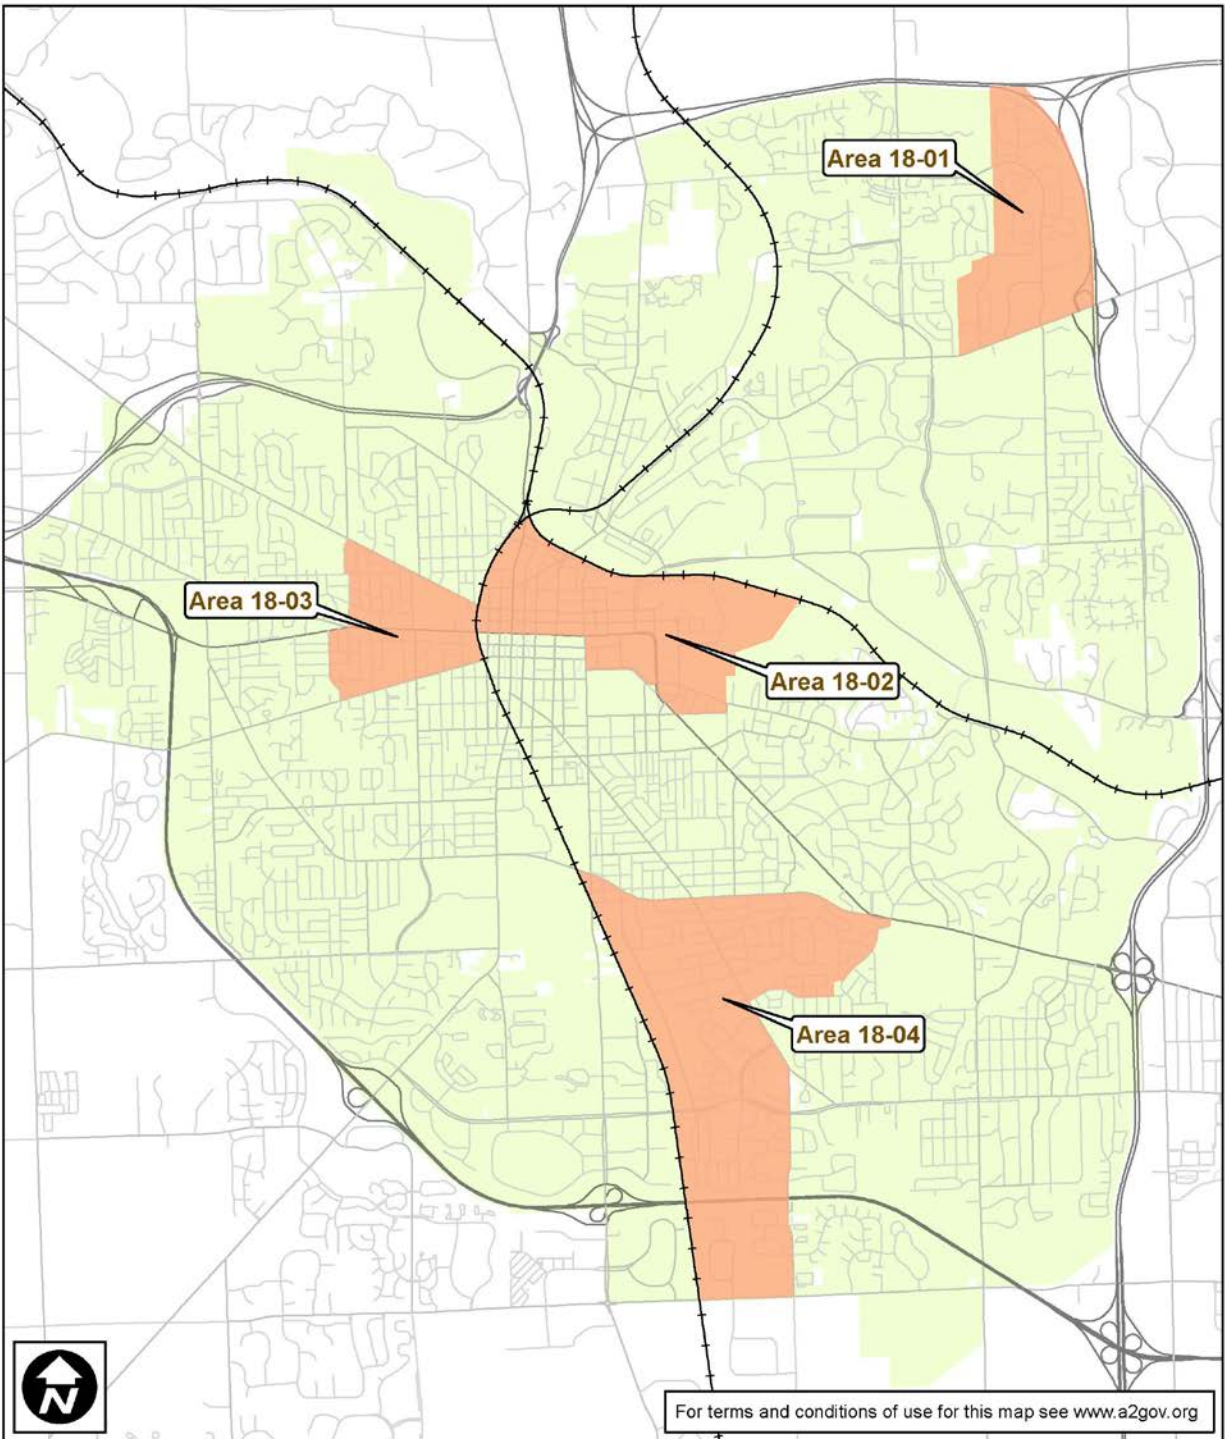 Area 18-01
Area 18-03
Area 18-02
Area 18-04
N
For terms and conditions of use for this map see www.a2gov.org